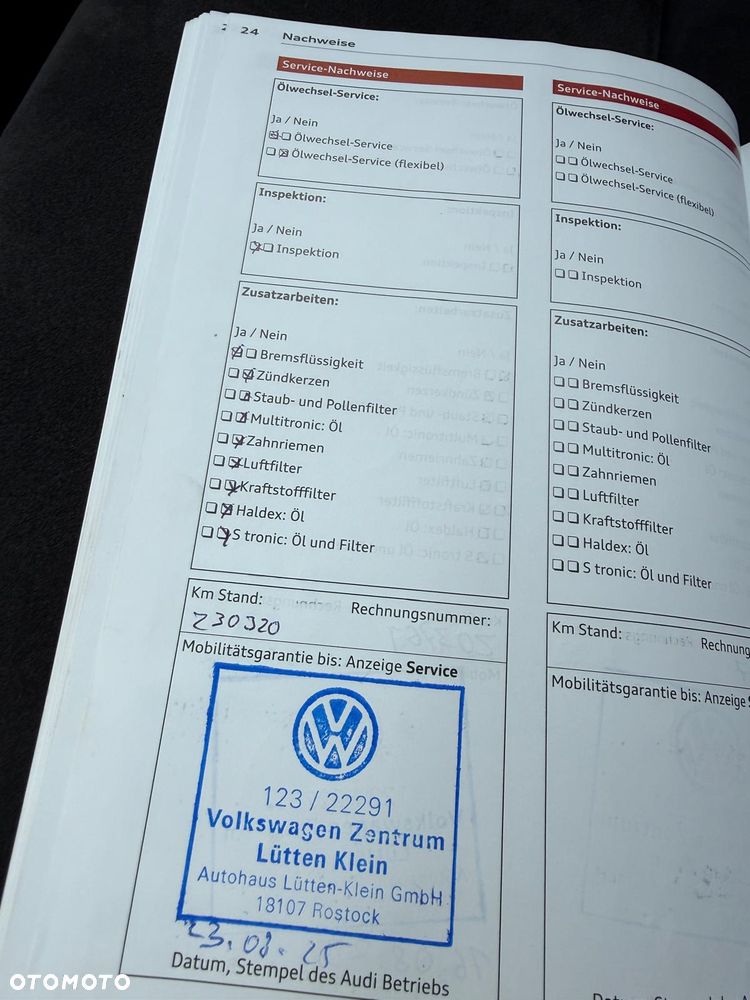 24 Nachweise
Service-Nachweise
Ölwechsel-Service:
Ja / Nein
Ölwechsel-Service
Ölwechsel-Service (flexibel)
Inspektion:
Ja / Nein
Inspektion
Zusatzarbeiten:
Ja / Nein
Bremsflüssigkeit
Zündkerzen
Staub- und Pollenfilter
Multitronic: Öl
Zahnriemen
Luftfilter
Kraftstofffilter
Haldex: Öl
S tronic: Öl und Filter
Km Stand: Rechnungsnummer:
230920
Mobilitätsgarantie bis: Anzeige Service
123 / 22291
Volkswagen Zentrum
Lütten Klein
Autohaus Lütten-Klein GmbH
18107 Rostock
23.08.25
Datum, Stempel des Audi Betriebs
Service-Nachweise
Ölwechsel-Service:
Ja / Nein
Ölwechsel-Service
Ölwechsel-Service (flexibel)
Inspektion:
Ja / Nein
Inspektion
Zusatzarbeiten:
Ja / Nein
Bremsflüssigkeit
Zündkerzen
Staub- und Pollenfilter
Multitronic: Öl
Zahnriemen
Luftfilter
Kraftstofffilter
Haldex: Öl
S tronic: Öl und Filter
Km Stand: Rechnung
Mobilitätsgarantie bis: Anzeige S
OTOMOTO